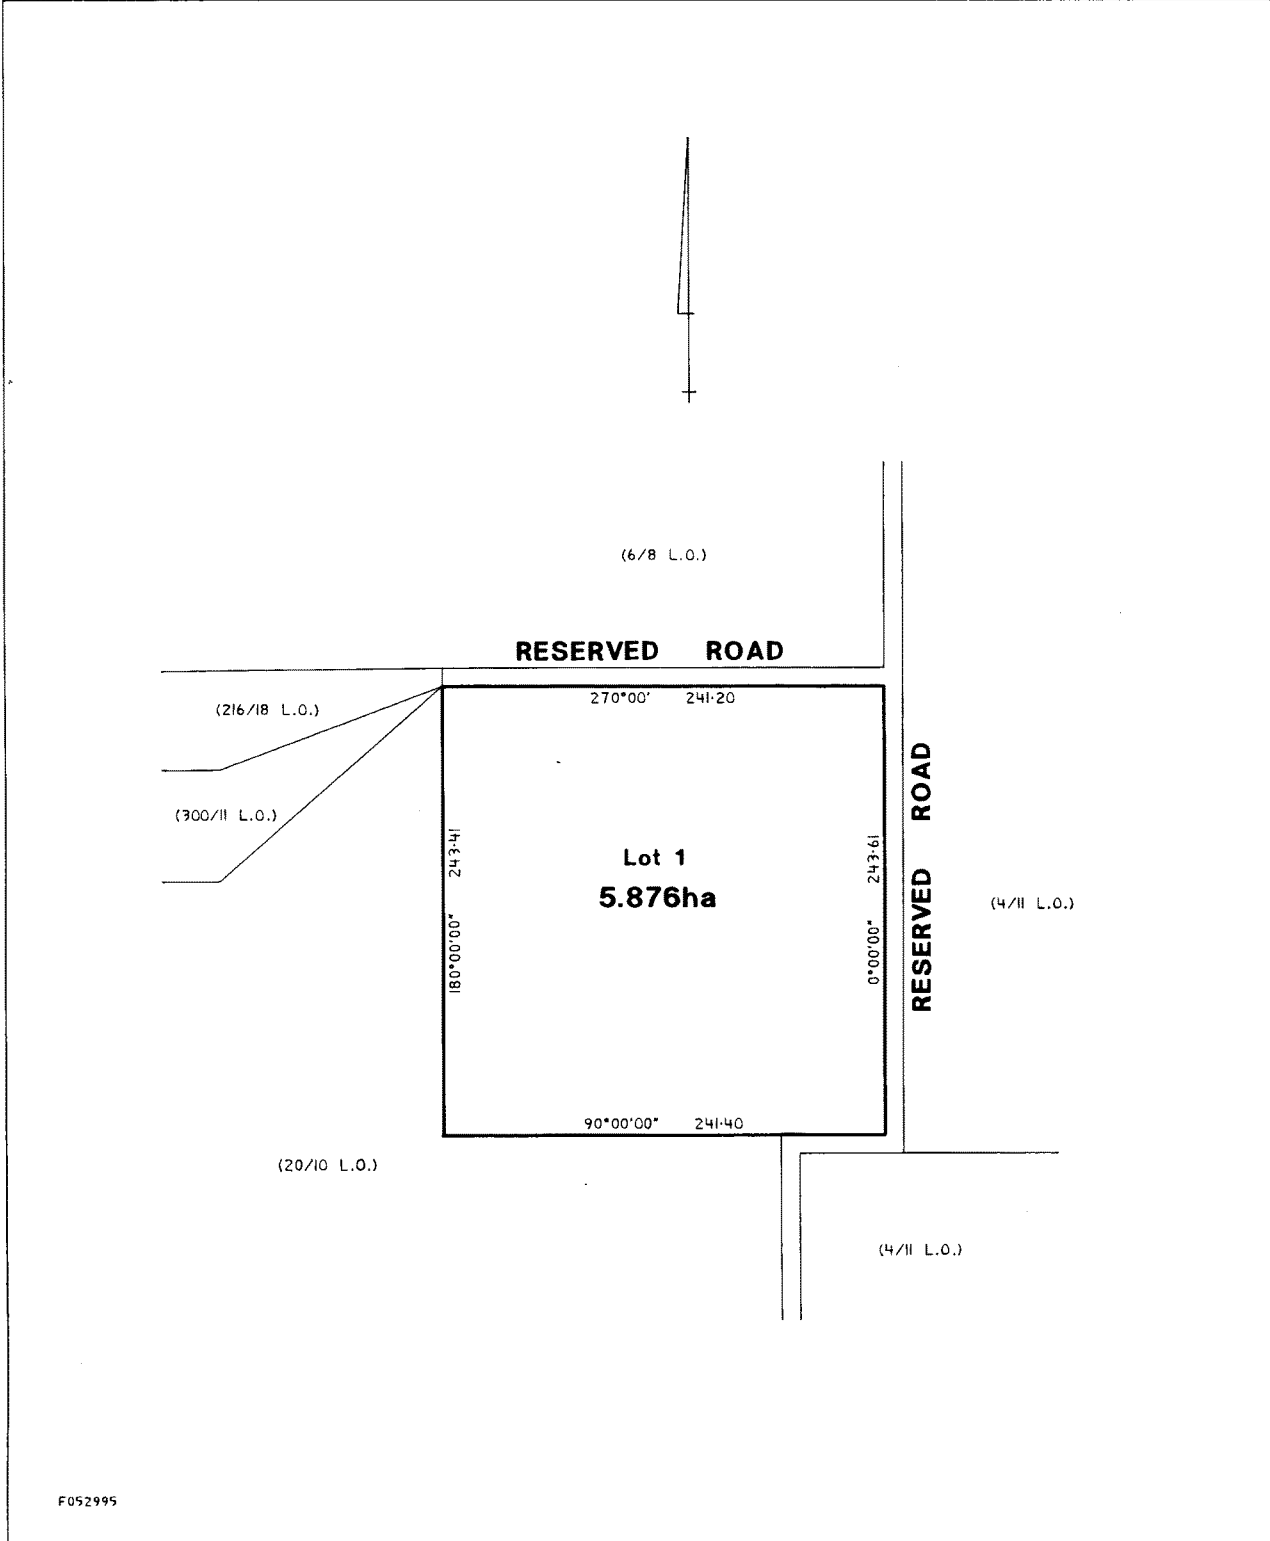 (6/8 L.O.)
RESERVED ROAD
270°00' 241·20
(216/18 L.O.)
(300/11 L.O.)
180°00'00" 243·41
Lot 1
5.876ha
0°00'00" 243·61
RESERVED ROAD
(4/11 L.O.)
90°00'00" 241·40
(20/10 L.O.)
(4/11 L.O.)
F052995